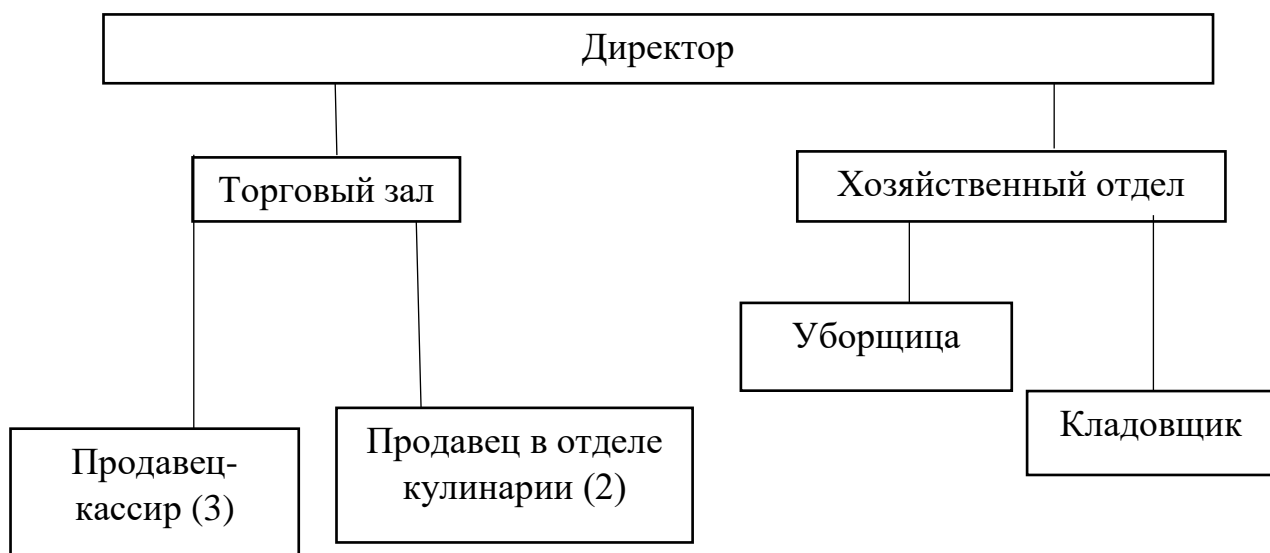 Директор
Торговый зал
Хозяйственный отдел
Уборщица
Кладовщик
Продавец в отделе
кулинарии (2)
Продавец-
кассир (3)